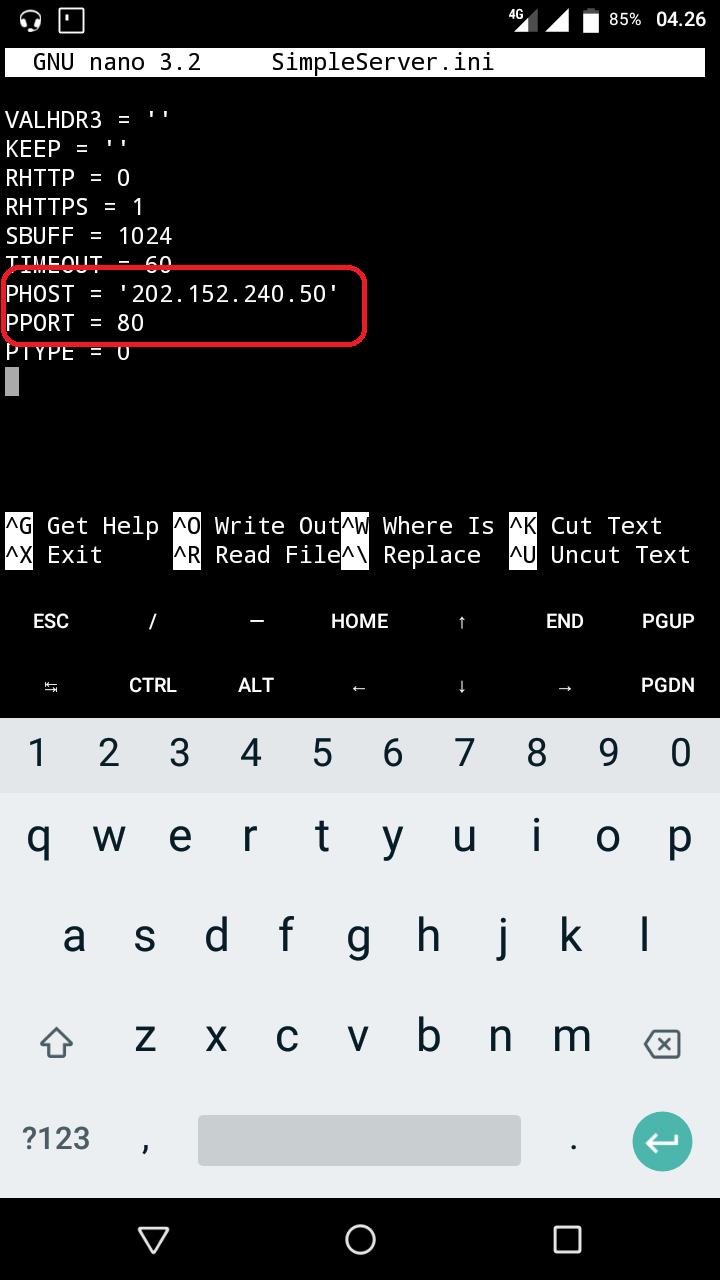 4G 85% 04.26
GNU nano 3.2 SimpleServer.ini
VALHDR3 = ''
KEEP = ''
RHTTP = 0
RHTTPS = 1
SBUFF = 1024
TIMEOUT = 60
PHOST = '202.152.240.50'
PPORT = 80
PTYPE = 0
^G Get Help ^O Write Out^W Where Is ^K Cut Text
^X Exit ^R Read File^\ Replace ^U Uncut Text
ESC / — HOME ↑ END PGUP
↹ CTRL ALT ← ↓ → PGDN
1 2 3 4 5 6 7 8 9 0
q w e r t y u i o p
a s d f g h j k l
z x c v b n m
?123 , .